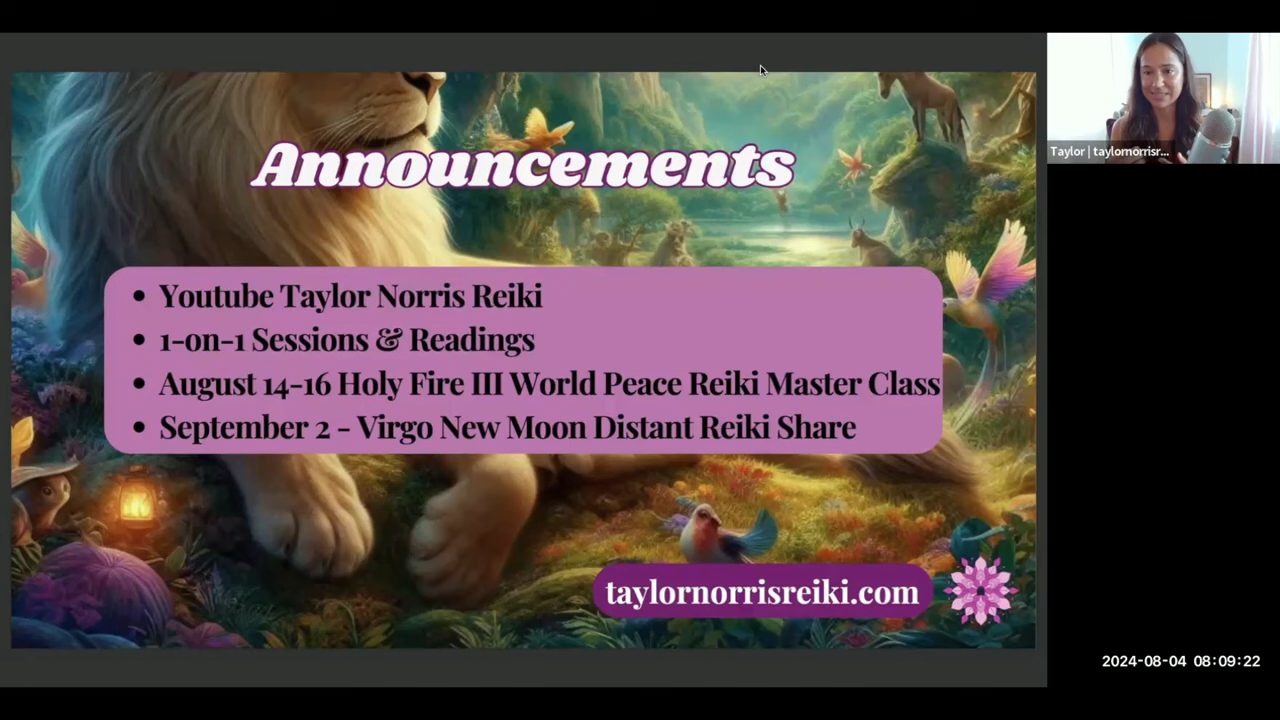 Announcements
Youtube Taylor Norris Reiki
1-on-1 Sessions & Readings
August 14-16 Holy Fire III World Peace Reiki Master Class
September 2 - Virgo New Moon Distant Reiki Share
taylornorrisreiki.com
Taylor | taylornorrisr...
2024-08-04 08:09:22